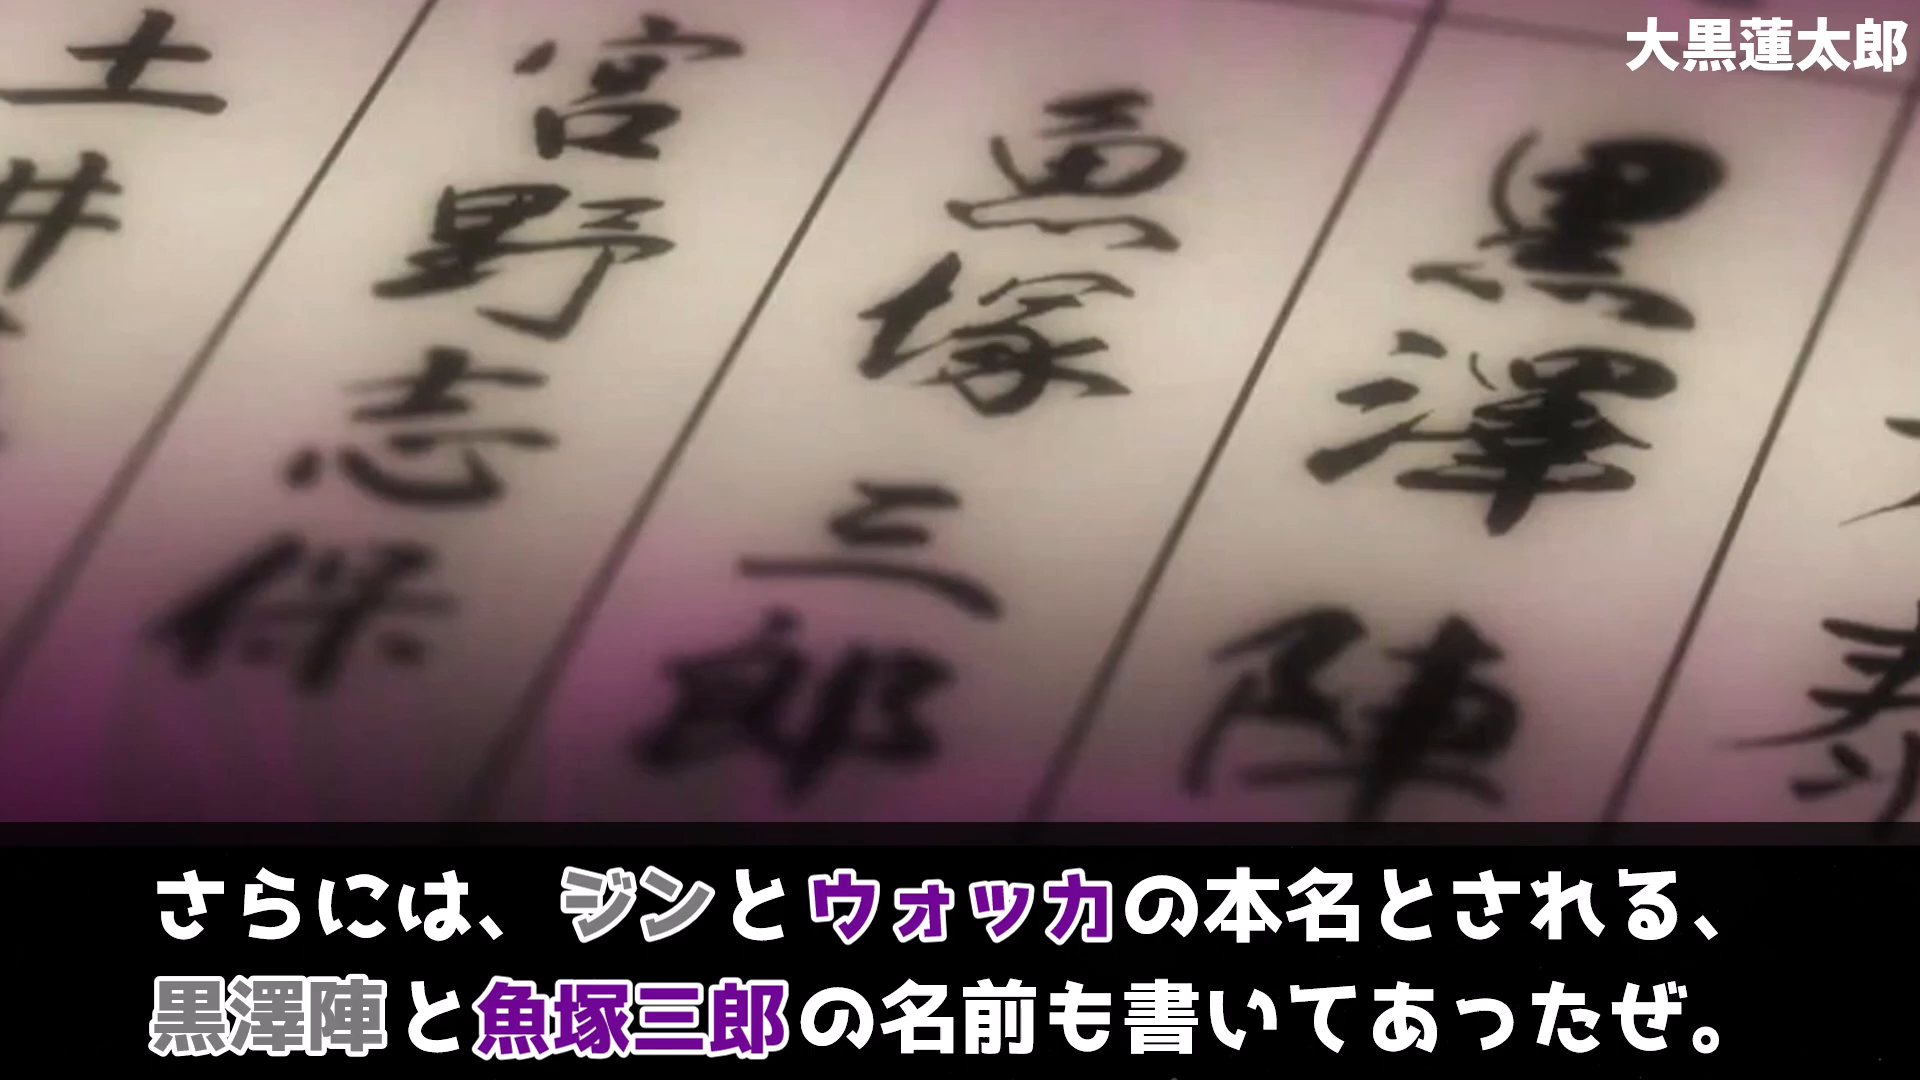 大黒蓮太郎
黒澤陣
魚塚三郎
宮野志保
土井
さらには、ジンとウォッカの本名とされる、
黒澤陣と魚塚三郎の名前も書いてあったぜ。